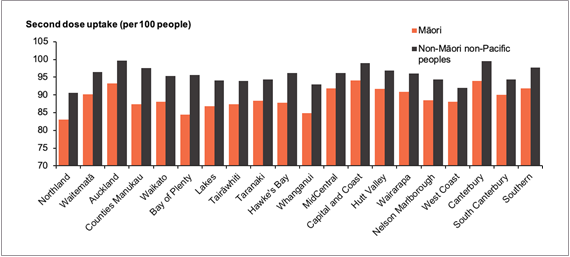 Second dose uptake (per 100 people)
Māori
Non-Māori non-Pacific
peoples
105
100
95
90
85
80
75
70
Northland
Waitematā
Auckland
Counties Manukau
Waikato
Bay of Plenty
Lakes
Tairāwhiti
Taranaki
Hawke's Bay
Whanganui
MidCentral
Capital and Coast
Hutt Valley
Wairarapa
Nelson Marlborough
West Coast
Canterbury
South Canterbury
Southern